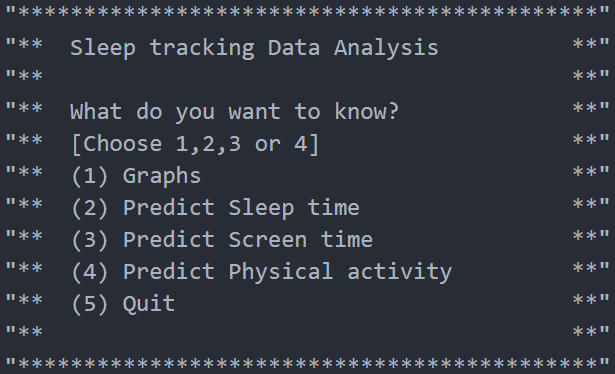 "********************************************"
"**  Sleep tracking Data Analysis          **"
"**                                        **"
"**  What do you want to know?             **"
"**  [Choose 1,2,3 or 4]                   **"
"**  (1) Graphs                            **"
"**  (2) Predict Sleep time                **"
"**  (3) Predict Screen time               **"
"**  (4) Predict Physical activity         **"
"**  (5) Quit                              **"
"**                                        **"
"********************************************"